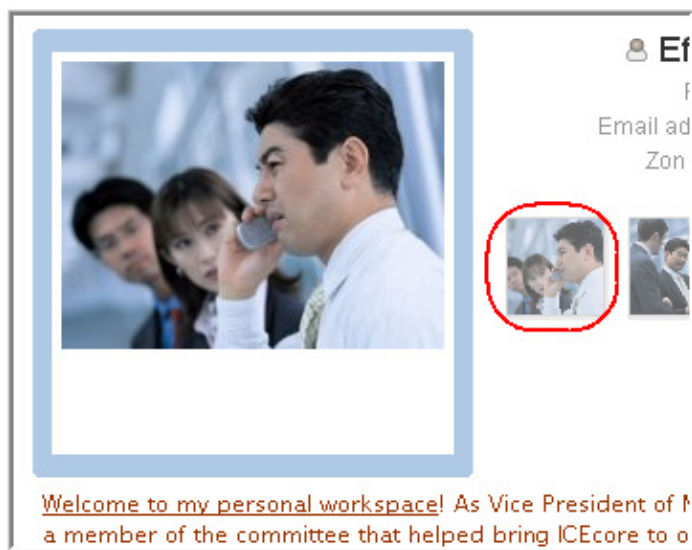 Ef
Email ad
Zon
Welcome to my personal workspace! As Vice President of
a member of the committee that helped bring ICEcore to o